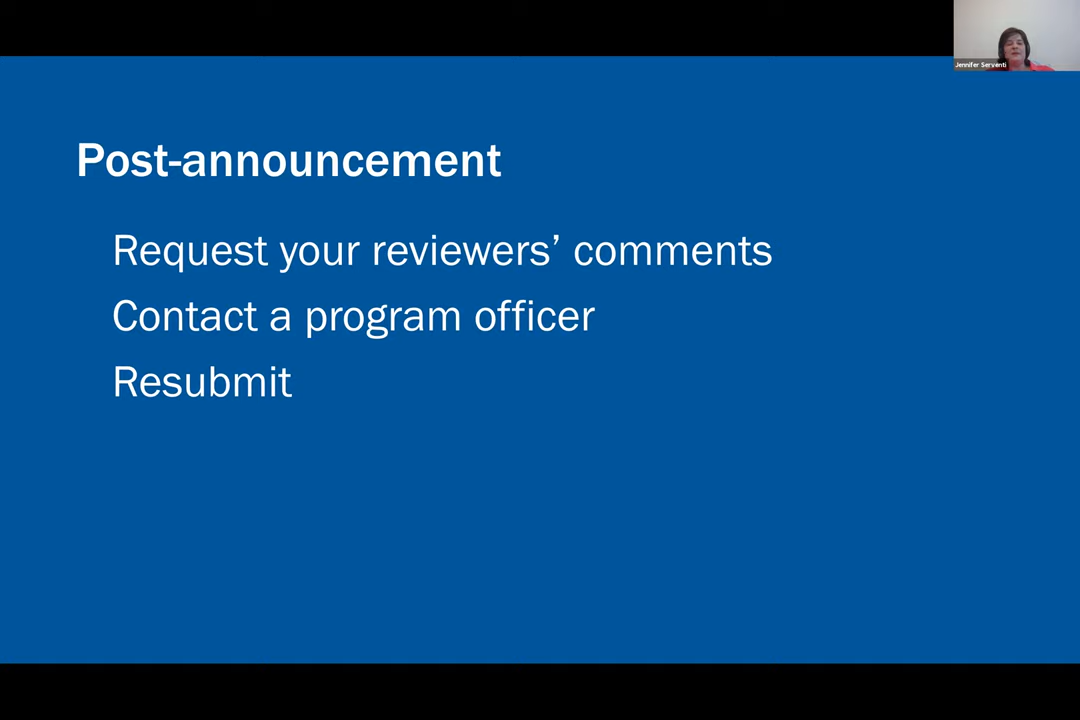 Jennifer Serventi
Post-announcement
Request your reviewers’ comments
Contact a program officer
Resubmit